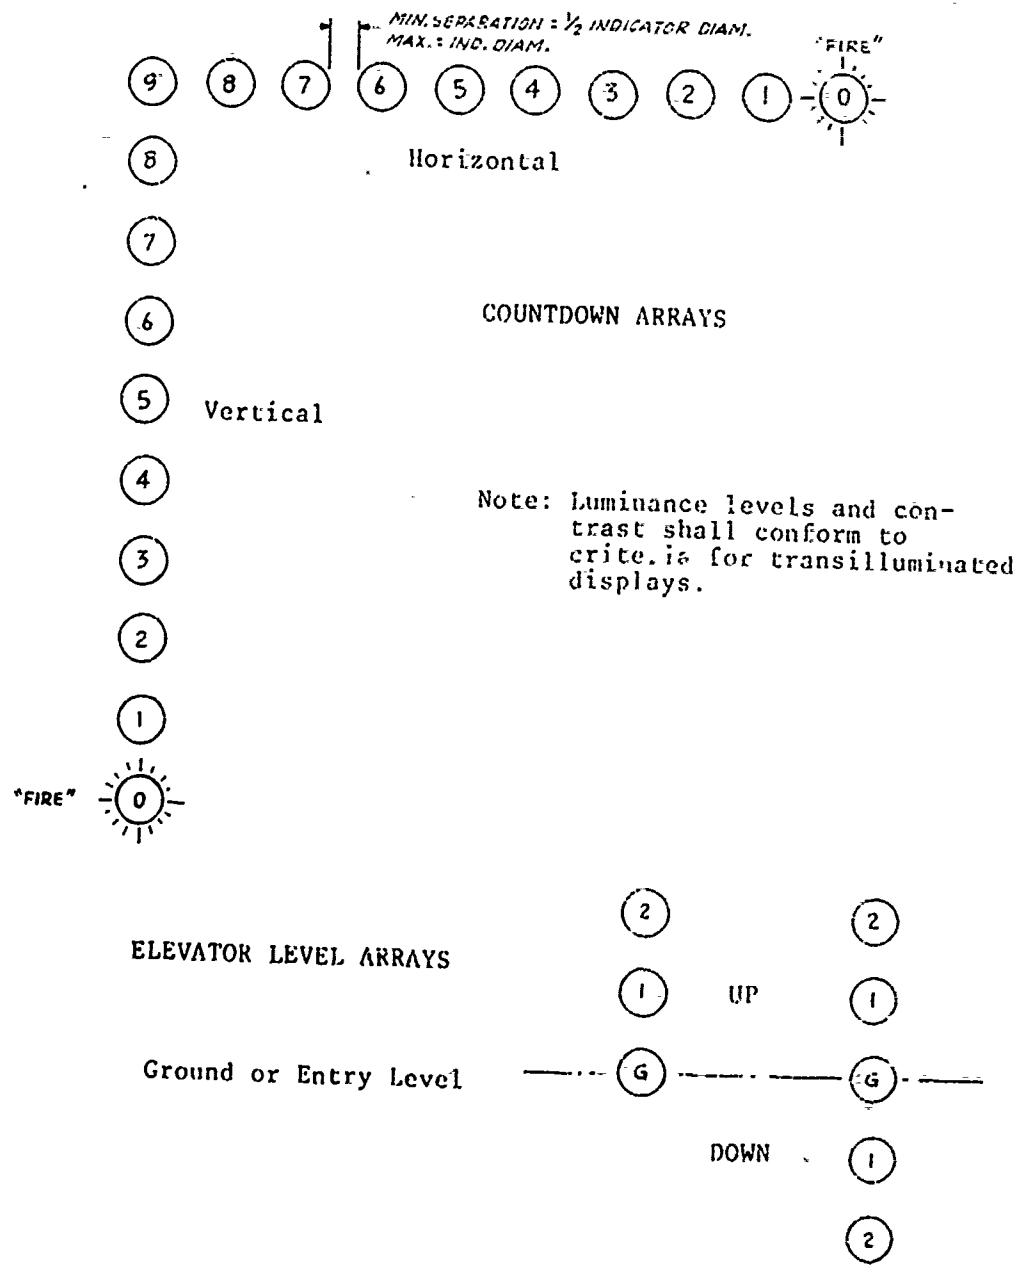 MIN. SEPARATION = ½ INDICATOR DIAM.
MAX. = IND. DIAM.
"FIRE"
9 8 7 6 5 4 3 2 1 0
8
Horizontal
7
6
COUNTDOWN ARRAYS
5
Vertical
4
Note: Luminance levels and con-
trast shall conform to
crite.ia for transilluminated
displays.
3
2
1
"FIRE" 0
2 2
ELEVATOR LEVEL ARRAYS
1 UP 1
Ground or Entry Level G G
DOWN 1
2